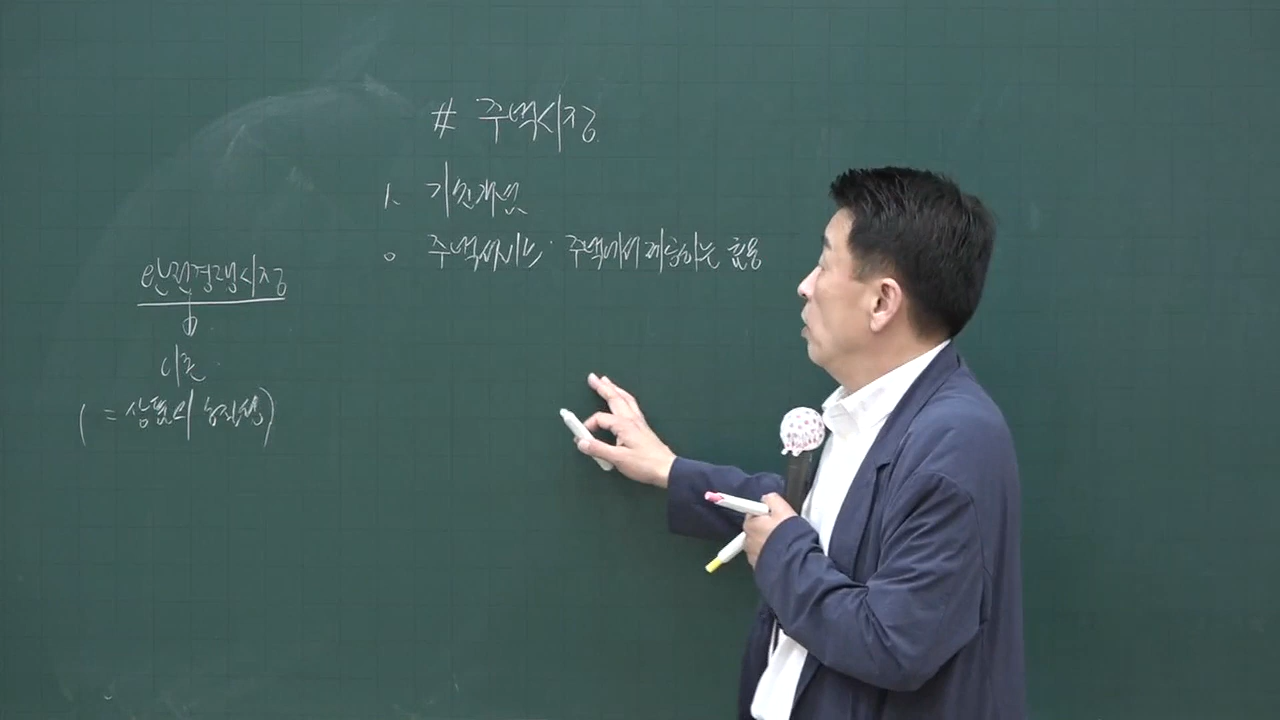 # 주택시장
1. 기본개념
○ 주택서비스: 주택에서 제공하는 효용
완전경쟁시장
↓
이론
(= 상품의 동질성)